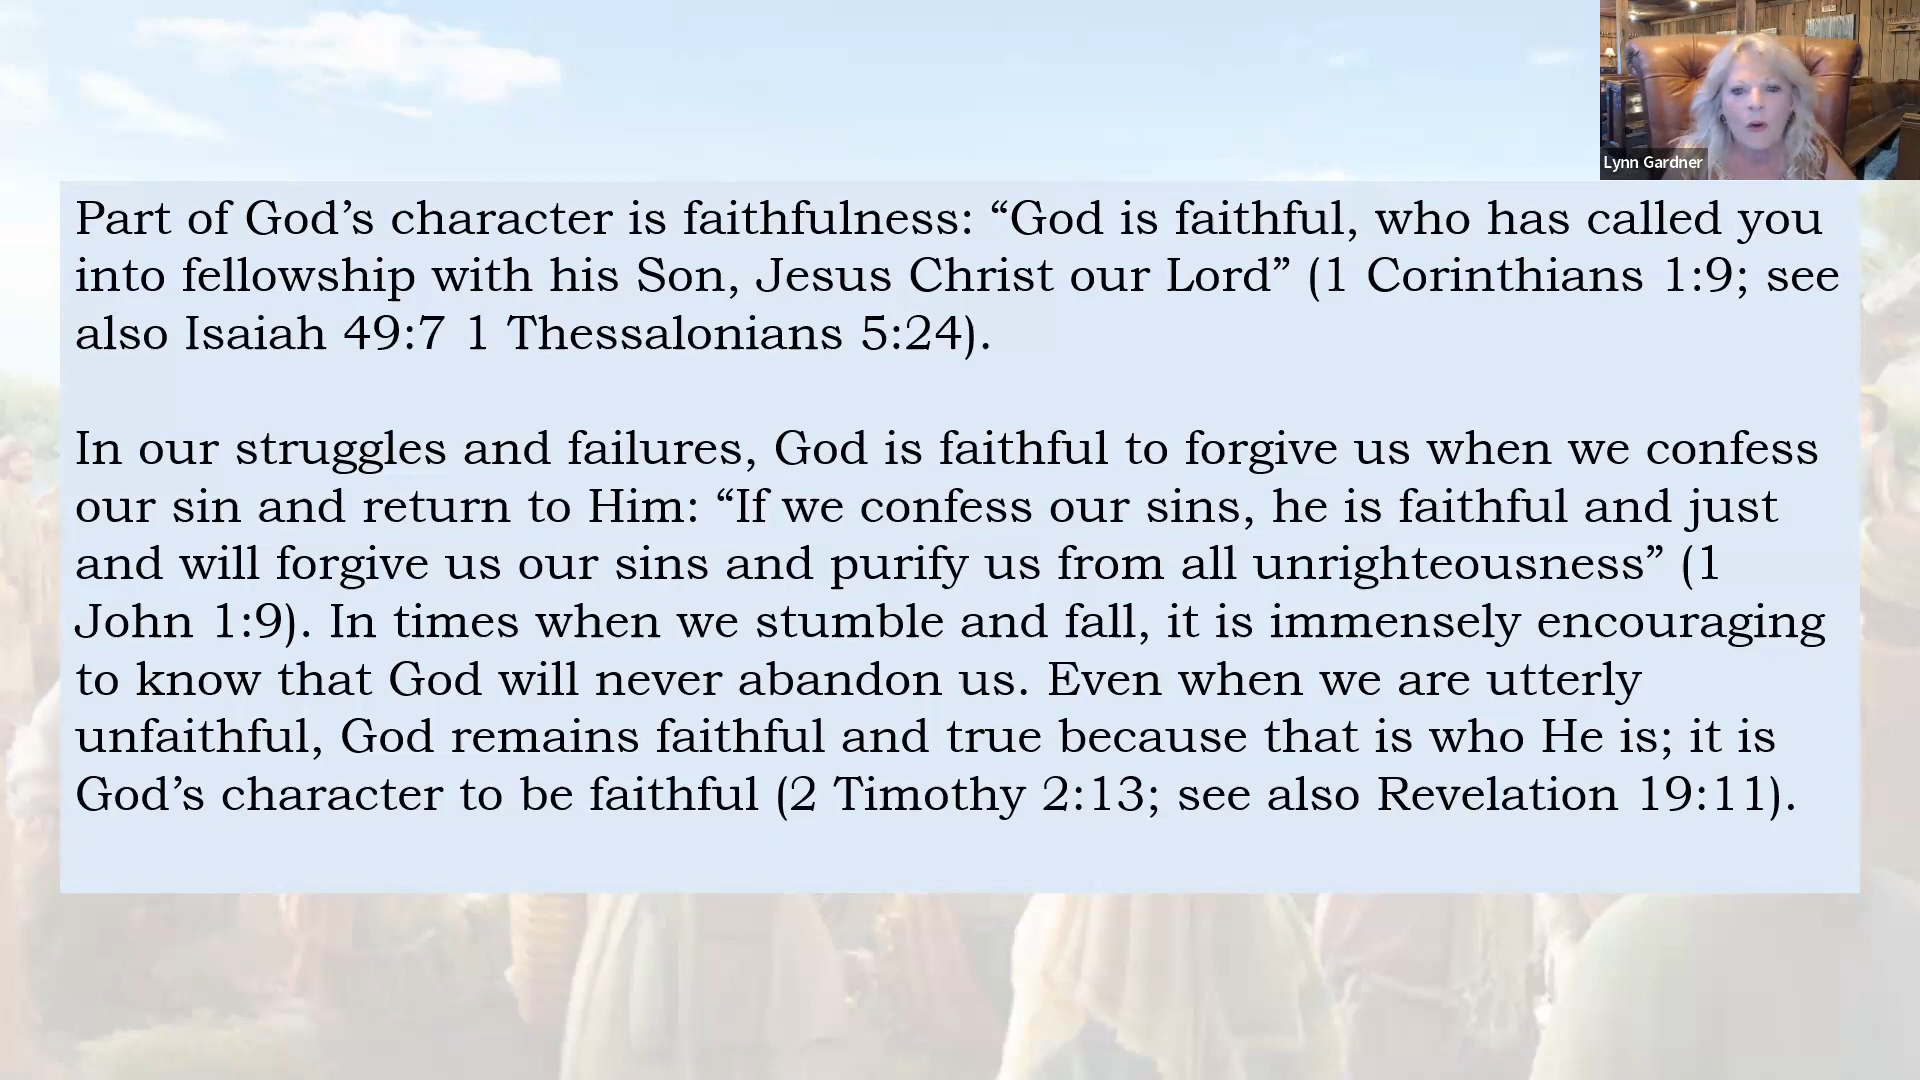 Lynn Gardner
Part of God’s character is faithfulness: “God is faithful, who has called you
into fellowship with his Son, Jesus Christ our Lord” (1 Corinthians 1:9; see
also Isaiah 49:7 1 Thessalonians 5:24).
In our struggles and failures, God is faithful to forgive us when we confess
our sin and return to Him: “If we confess our sins, he is faithful and just
and will forgive us our sins and purify us from all unrighteousness” (1
John 1:9). In times when we stumble and fall, it is immensely encouraging
to know that God will never abandon us. Even when we are utterly
unfaithful, God remains faithful and true because that is who He is; it is
God’s character to be faithful (2 Timothy 2:13; see also Revelation 19:11).